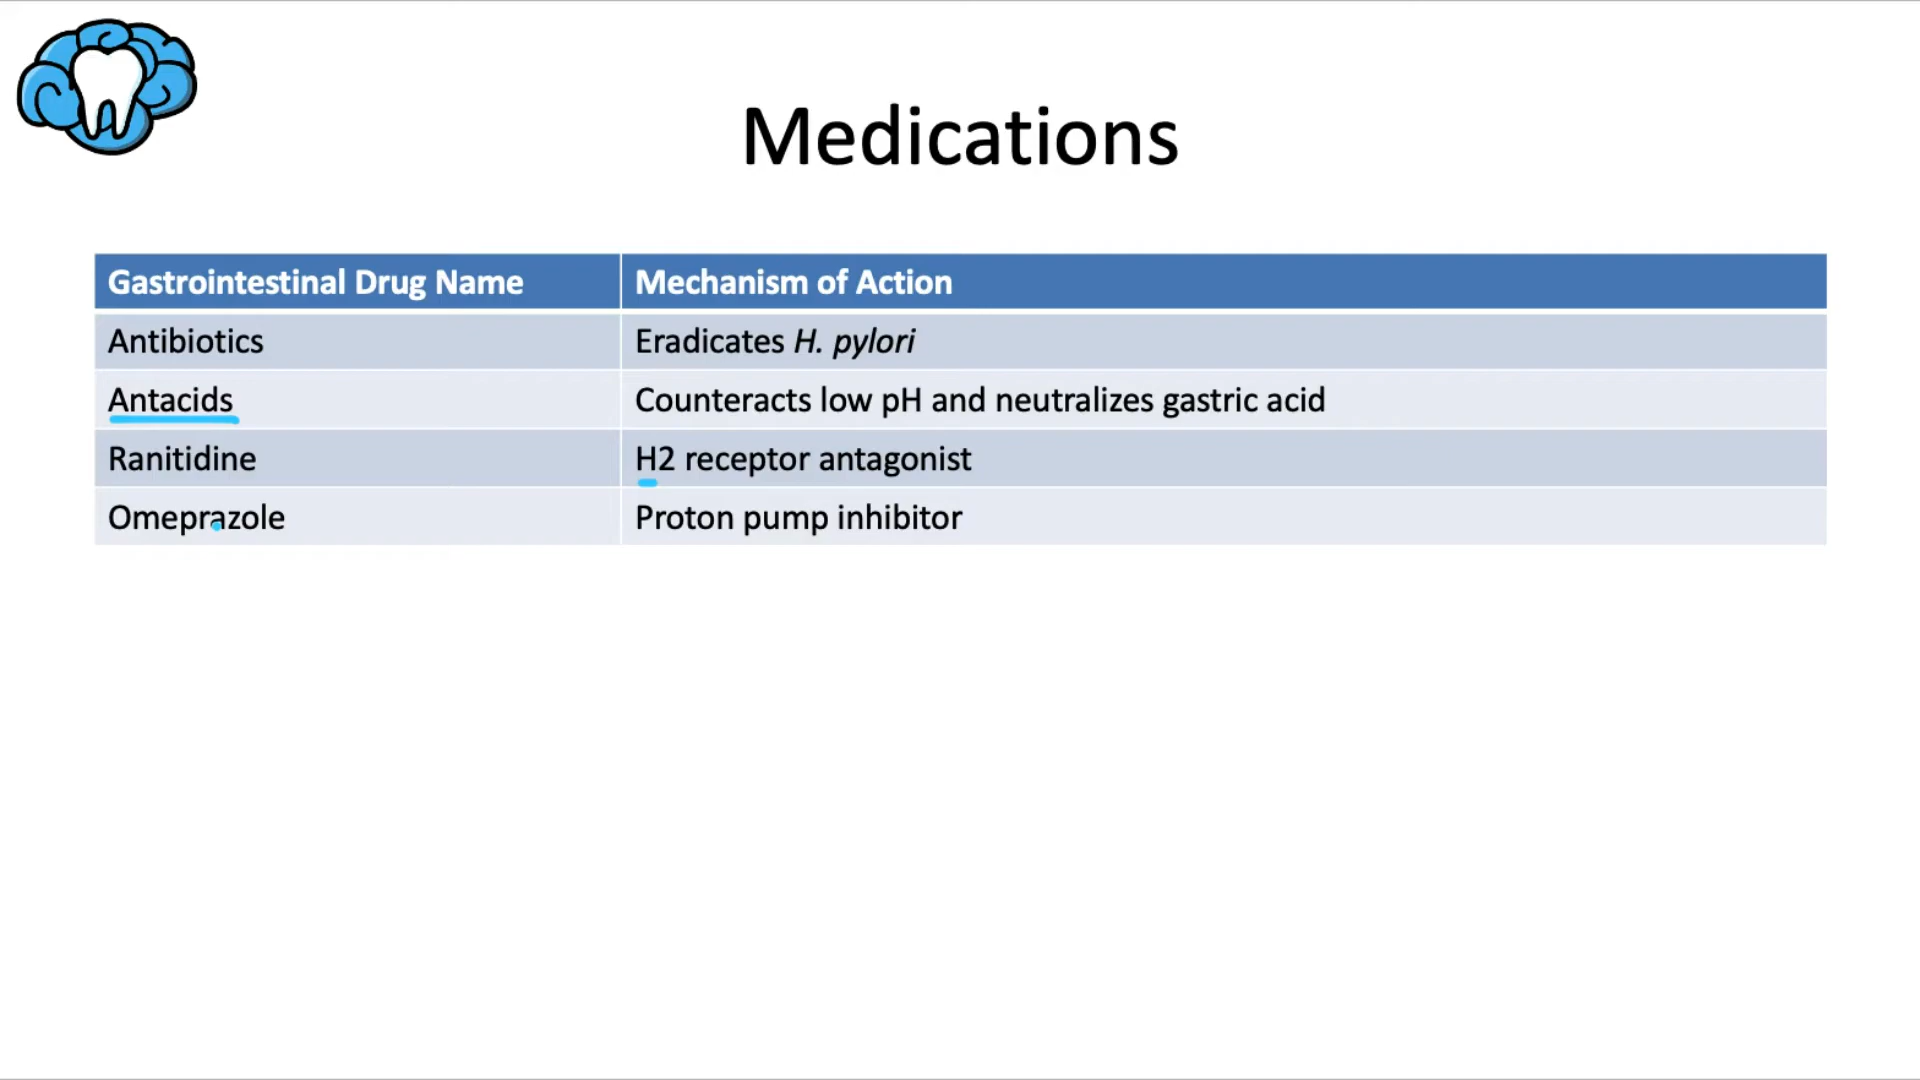 Medications
Gastrointestinal Drug Name Mechanism of Action
Antibiotics Eradicates H. pylori
Antacids Counteracts low pH and neutralizes gastric acid
Ranitidine H2 receptor antagonist
Omeprazole Proton pump inhibitor